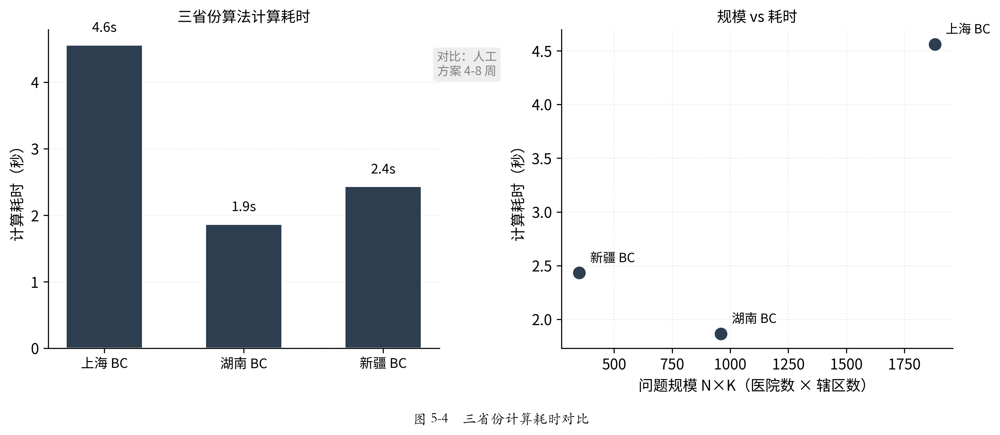 三省份算法计算耗时
4.6s
1.9s
2.4s
对比：人工
方案 4-8 周
计算耗时（秒）
4
3
2
1
0
上海 BC
湖南 BC
新疆 BC
规模 vs 耗时
上海 BC
新疆 BC
湖南 BC
计算耗时（秒）
4.5
4.0
3.5
3.0
2.5
2.0
500 750 1000 1250 1500 1750
问题规模 N×K（医院数 × 辖区数）
图 5-4 三省份计算耗时对比